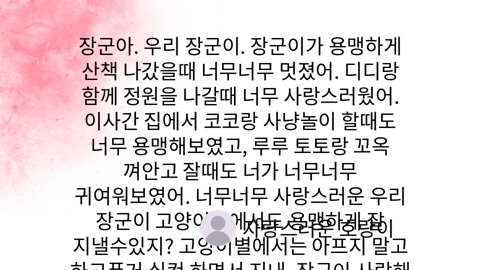 장군아. 우리 장군이. 장군이가 용맹하게
산책 나갔을때 너무너무 멋졌어. 디디랑
함께 정원을 나갈때 너무 사랑스러웠어.
이사간 집에서 코코랑 사냥놀이 할때도
너무 용맹해보였고, 루루 토토랑 꼬옥
껴안고 잘때도 너가 너무너무
귀여워보였어. 너무너무 사랑스러운 우리
장군이 고양이별에서도 용맹하게 잘
사랑스러운 호랑이
지낼수있지? 고양이별에서는 아프지 말고